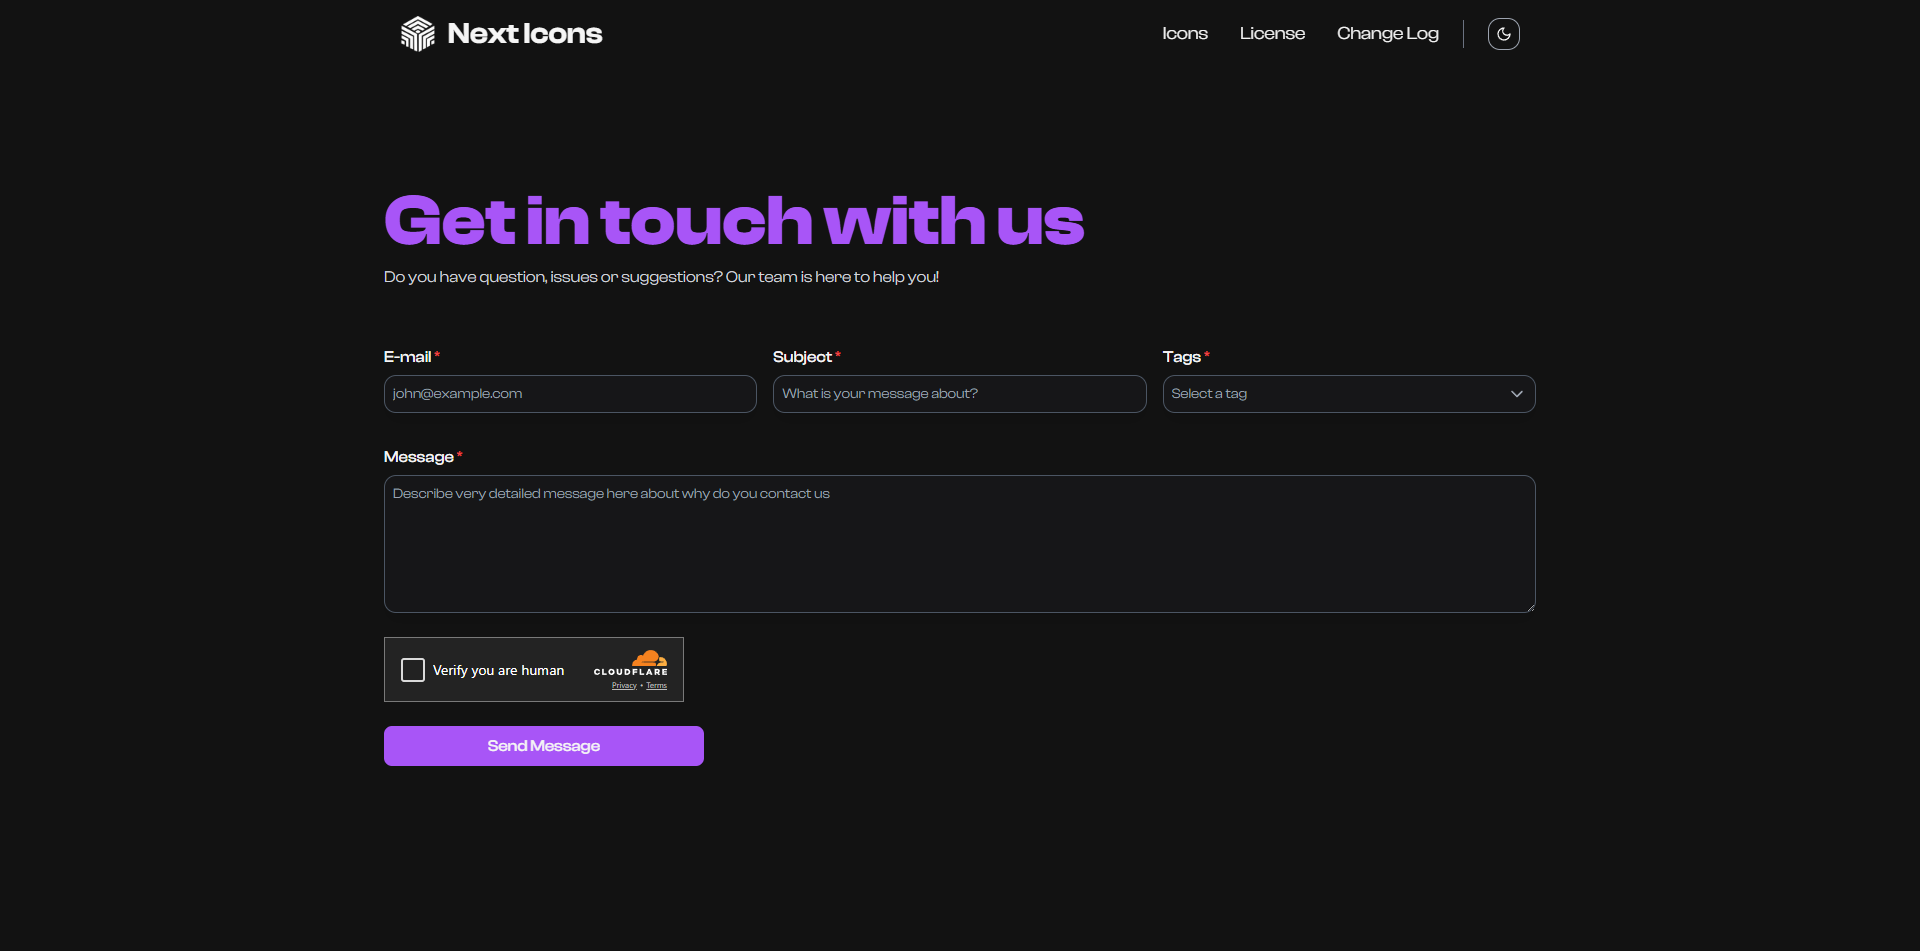 Next Icons
Icons License Change Log
Get in touch with us
Do you have question, issues or suggestions? Our team is here to help you!
E-mail * Subject * Tags *
john@example.com What is your message about? Select a tag
Message *
Describe very detailed message here about why do you contact us
Verify you are human
CLOUDFLARE
Privacy • Terms
Send Message